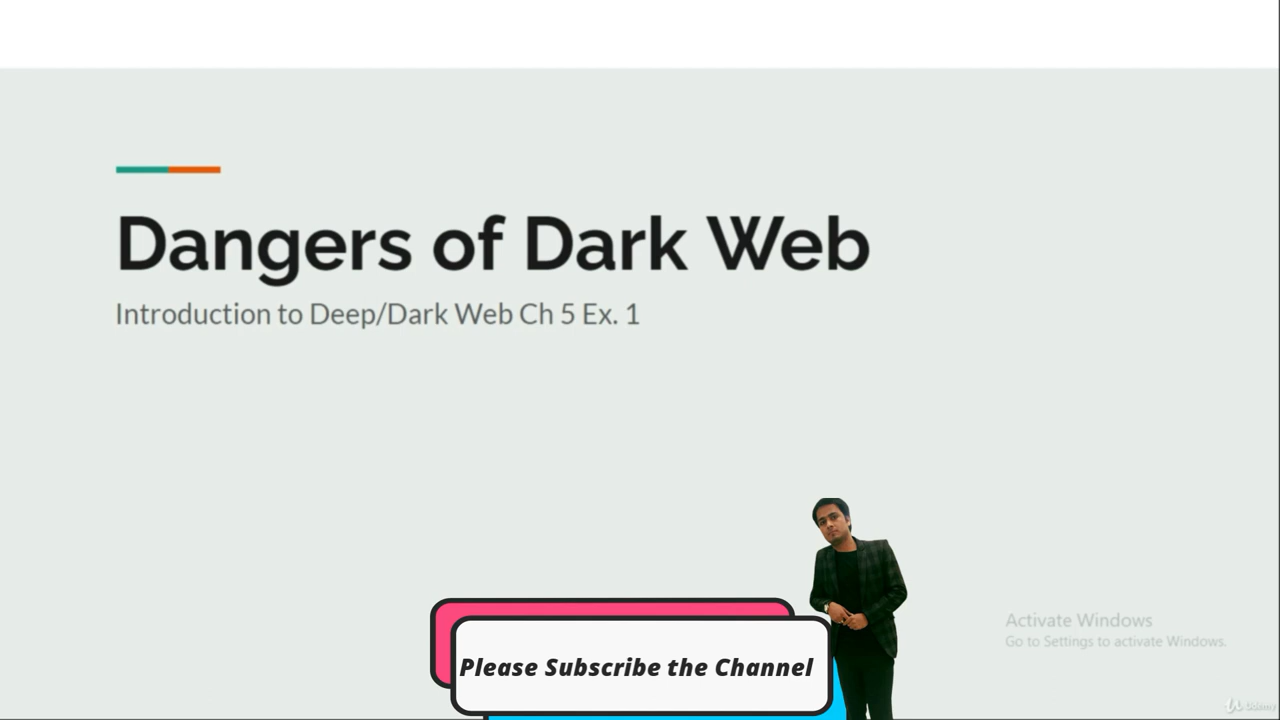 Dangers of Dark Web
Introduction to Deep/Dark Web Ch 5 Ex. 1
Please Subscribe the Channel
Activate Windows
Go to Settings to activate Windows.
Udemy